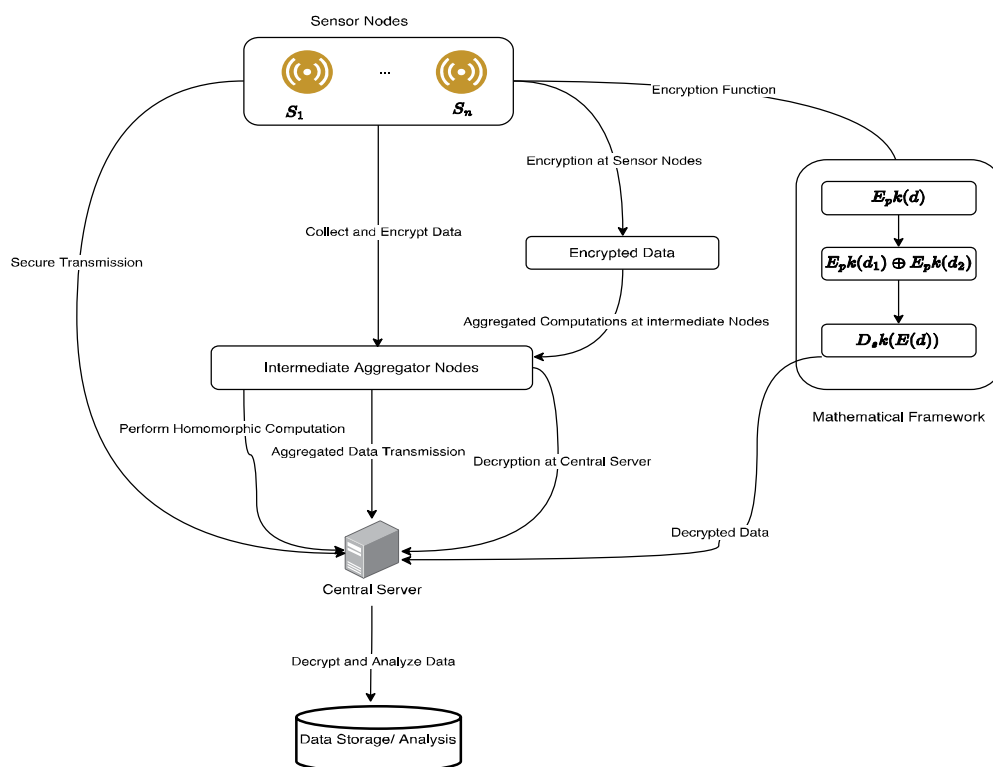 Sensor Nodes
...
S₁
Sₙ
Encryption Function
Encryption at Sensor Nodes
Eₚk(d)
Collect and Encrypt Data
Encrypted Data
Secure Transmission
Eₚk(d₁) ⊕ Eₚk(d₂)
Aggregated Computations at intermediate Nodes
Dₛk(E(d))
Intermediate Aggregator Nodes
Mathematical Framework
Perform Homomorphic Computation
Aggregated Data Transmission
Decryption at Central Server
Decrypted Data
Central Server
Decrypt and Analyze Data
Data Storage/ Analysis